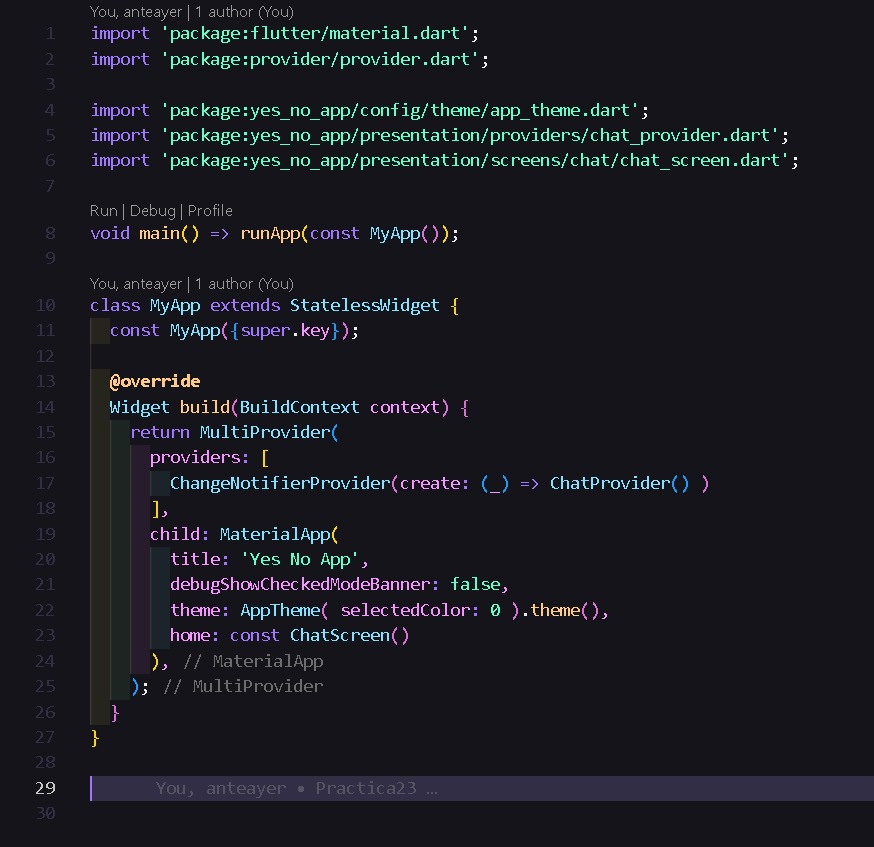 You, anteayer | 1 author (You)
1 import 'package:flutter/material.dart';
2 import 'package:provider/provider.dart';
3
4 import 'package:yes_no_app/config/theme/app_theme.dart';
5 import 'package:yes_no_app/presentation/providers/chat_provider.dart';
6 import 'package:yes_no_app/presentation/screens/chat/chat_screen.dart';
7
Run | Debug | Profile
8 void main() => runApp(const MyApp());
9
You, anteayer | 1 author (You)
10 class MyApp extends StatelessWidget {
11   const MyApp({super.key});
12
13   @override
14   Widget build(BuildContext context) {
15     return MultiProvider(
16       providers: [
17         ChangeNotifierProvider(create: (_) => ChatProvider() )
18       ],
19       child: MaterialApp(
20         title: 'Yes No App',
21         debugShowCheckedModeBanner: false,
22         theme: AppTheme( selectedColor: 0 ).theme(),
23         home: const ChatScreen()
24       ), // MaterialApp
25     ); // MultiProvider
26   }
27 }
28
29 You, anteayer • Practica23 …
30